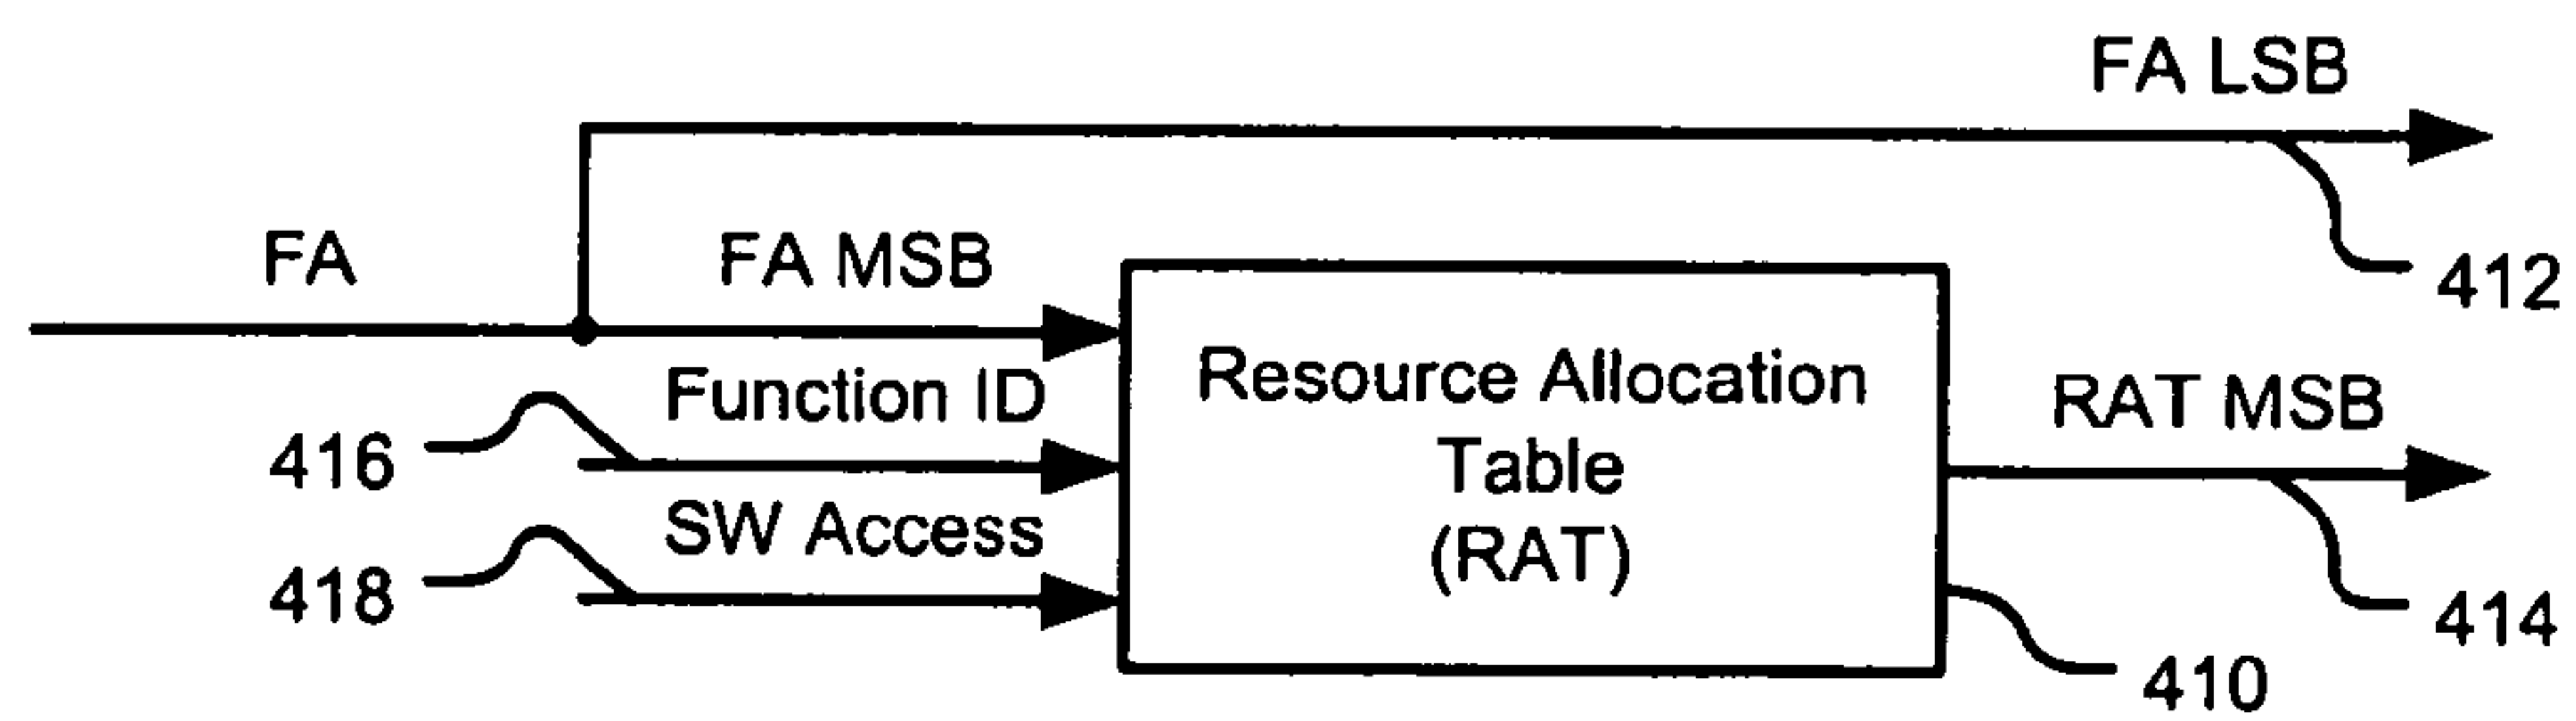 FA LSB
412
FA
FA MSB
Function ID
416
SW Access
418
Resource Allocation
Table
(RAT)
RAT MSB
414
410